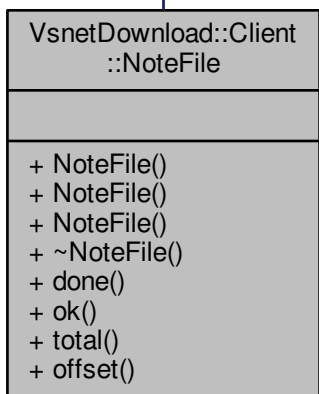 VsnetDownload::Client
::NoteFile
+ NoteFile()
+ NoteFile()
+ NoteFile()
+ ~NoteFile()
+ done()
+ ok()
+ total()
+ offset()